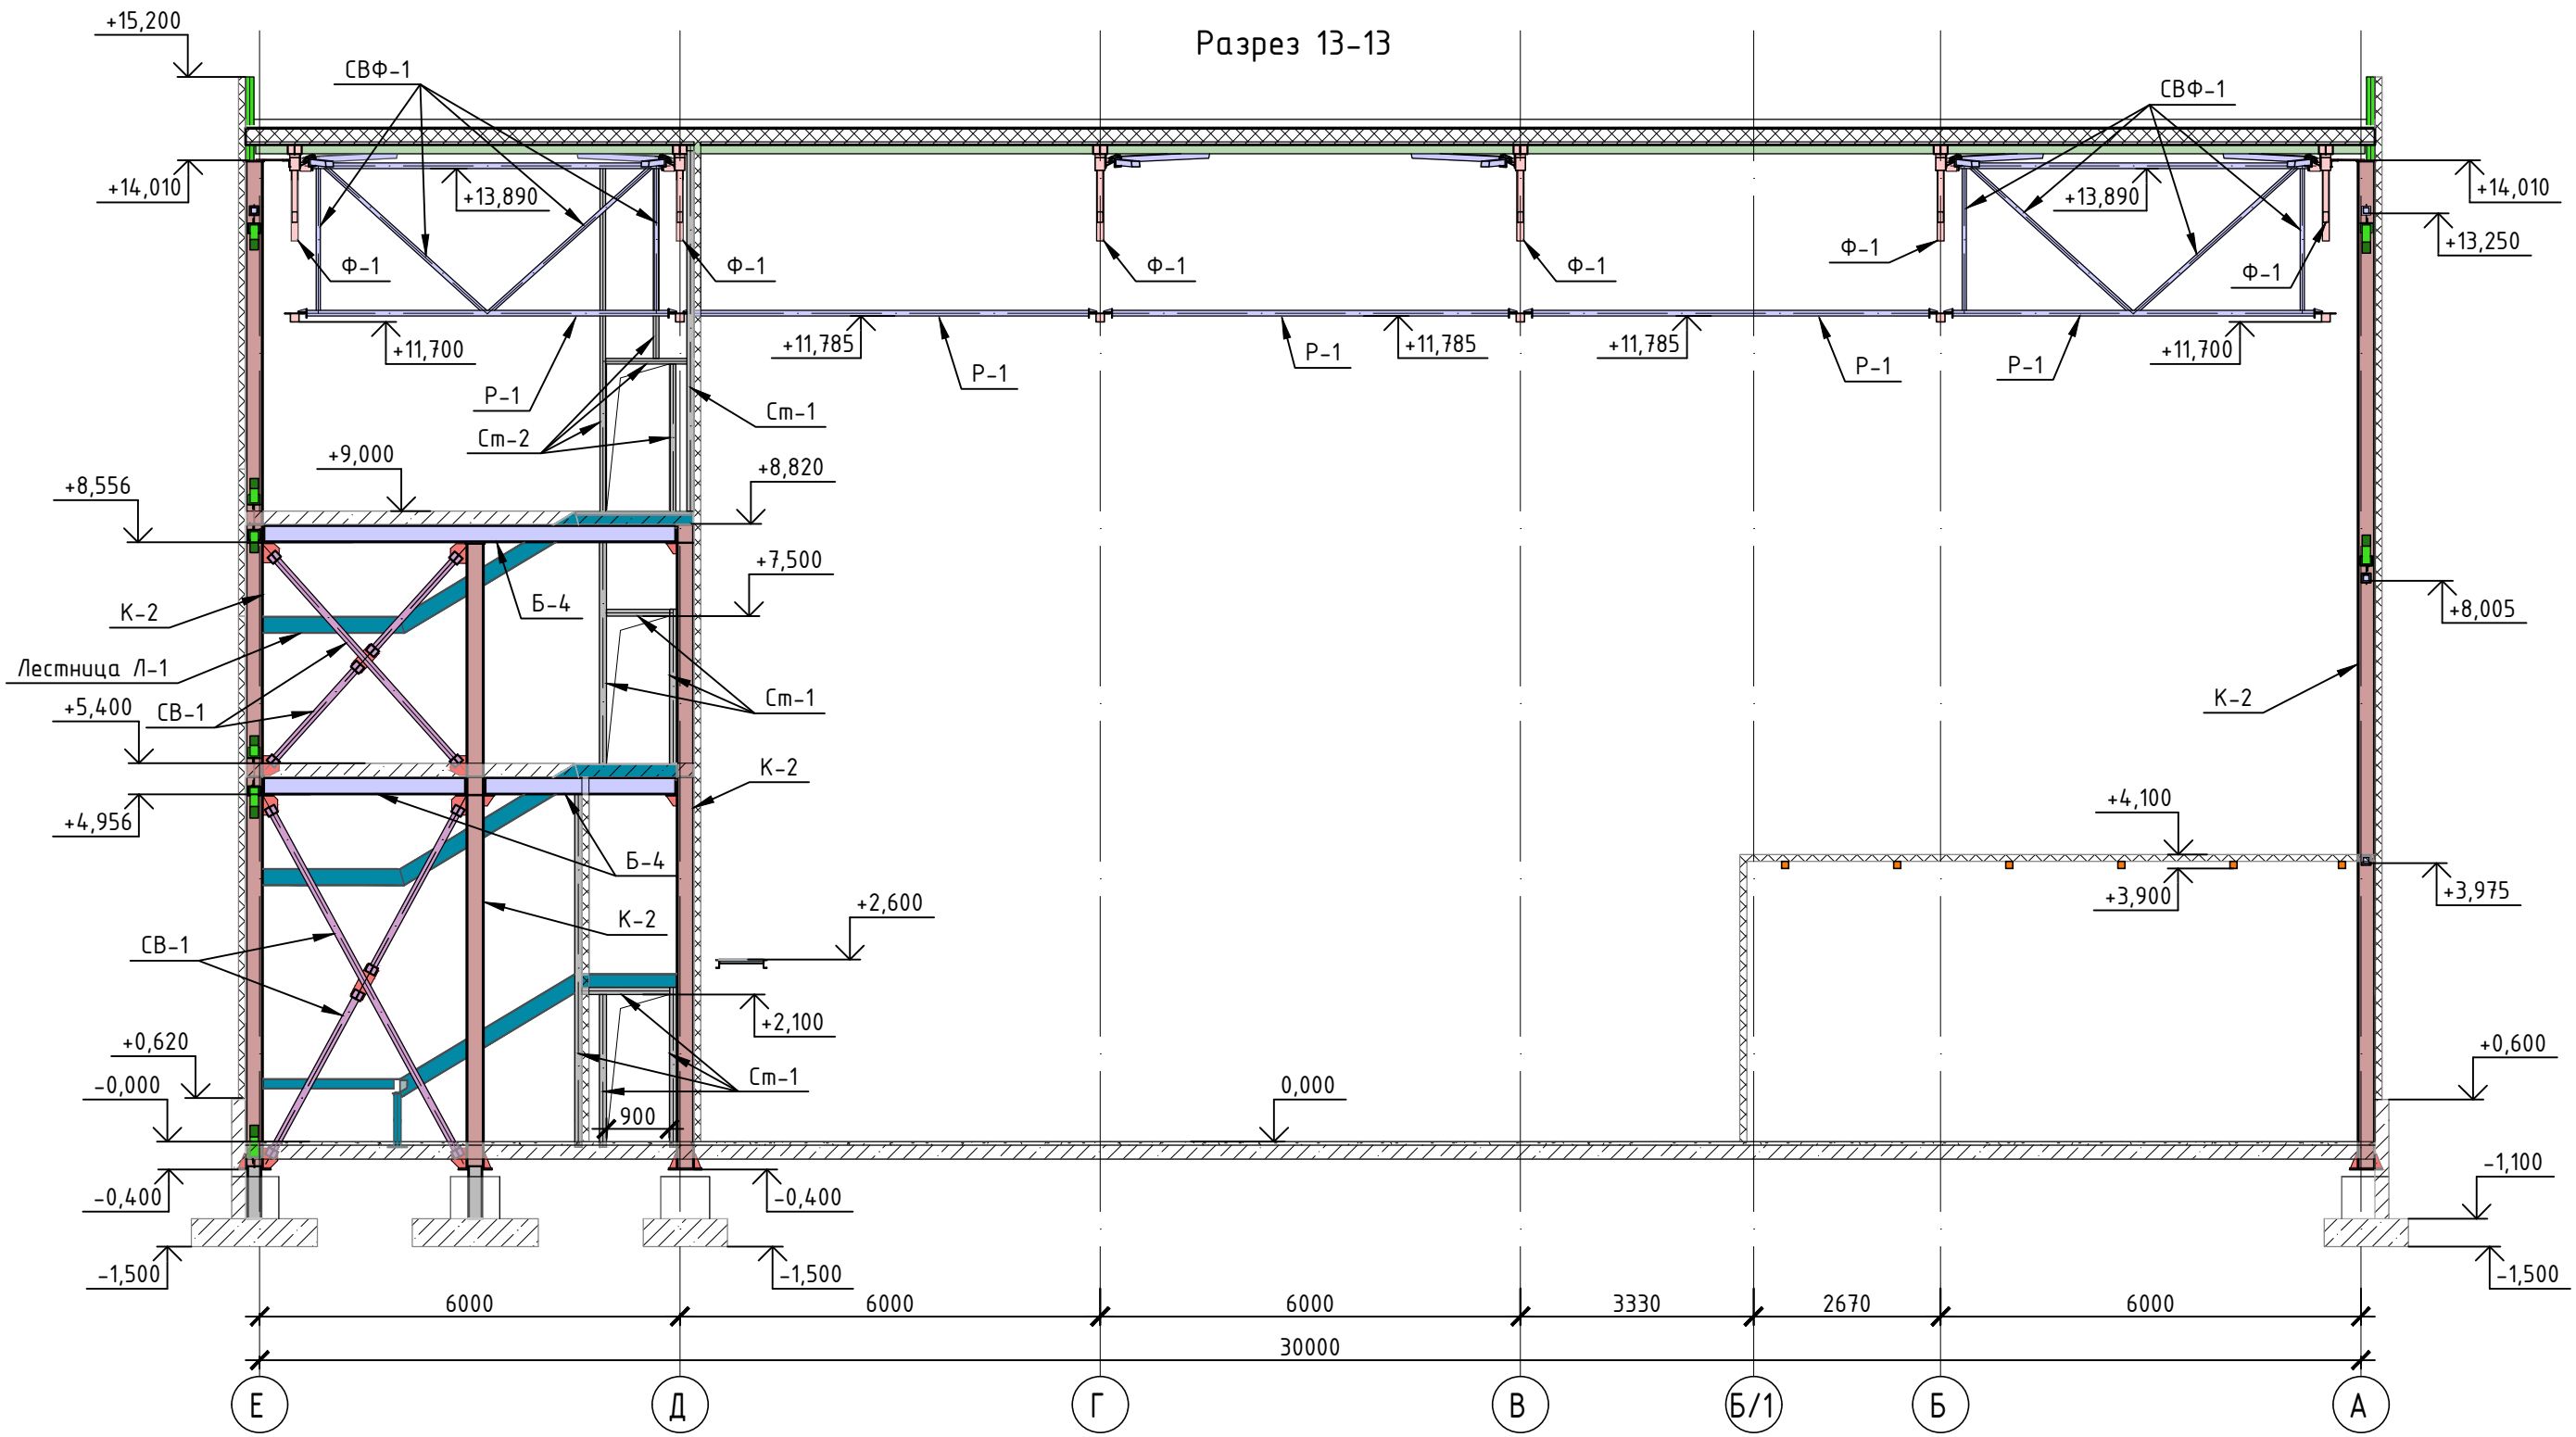 Разрез 13-13
+15,200
СВФ-1
СВФ-1
+14,010
+13,890
+13,890
+14,010
+13,250
Ф-1
Ф-1
Ф-1
Ф-1
Ф-1
Ф-1
+11,700
+11,785
+11,785
+11,785
+11,700
Р-1
Р-1
Р-1
Р-1
Р-1
Ст-2
Ст-1
+9,000
+8,820
+8,556
+7,500
К-2
Б-4
+8,005
Лестница Л-1
СВ-1
Ст-1
К-2
+5,400
К-2
+4,956
+4,100
Б-4
+3,900
+3,975
К-2
+2,600
СВ-1
+2,100
+0,620
+0,600
-0,000
Ст-1
0,000
900
-0,400
-0,400
-1,100
-1,500
-1,500
-1,500
6000
6000
6000
3330
2670
6000
30000
Е
Д
Г
В
Б/1
Б
А